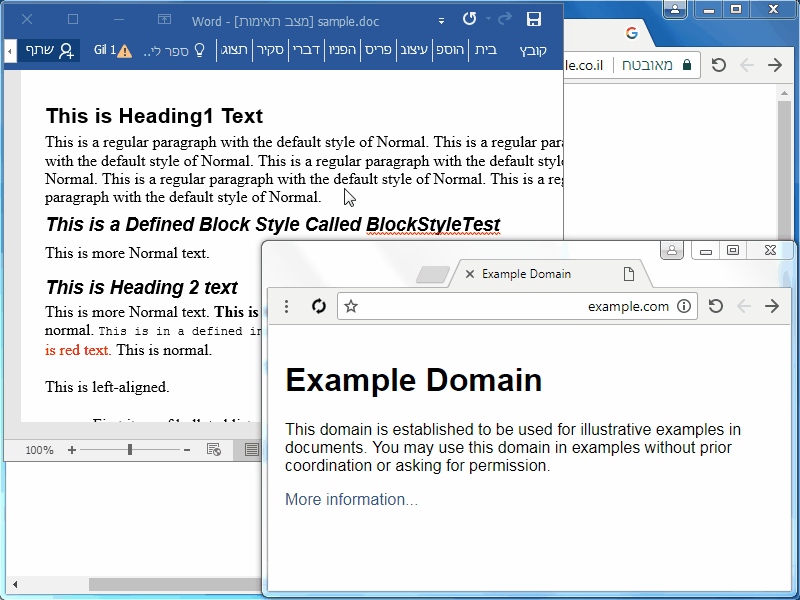 Word - [מצב תאימות] sample.doc
קובץ
בית
הוספ
עיצוב
פריס
הפניו
דברי
סקיר
תצוג
ספר לי..
Gil 1
שתף
This is Heading1 Text
This is a regular paragraph with the default style of Normal. This is a regular par
with the default style of Normal. This is a regular paragraph with the default styl
Normal. This is a regular paragraph with the default style of Normal. This is a reg
paragraph with the default style of Normal.
This is a Defined Block Style Called BlockStyleTest
This is more Normal text.
This is Heading 2 text
This is more Normal text. This is
normal. This is in a defined in
is red text. This is normal.
This is left-aligned.
100%
G
le.co.il
מאובטח
Example Domain
example.com
Example Domain
This domain is established to be used for illustrative examples in
documents. You may use this domain in examples without prior
coordination or asking for permission.
More information...